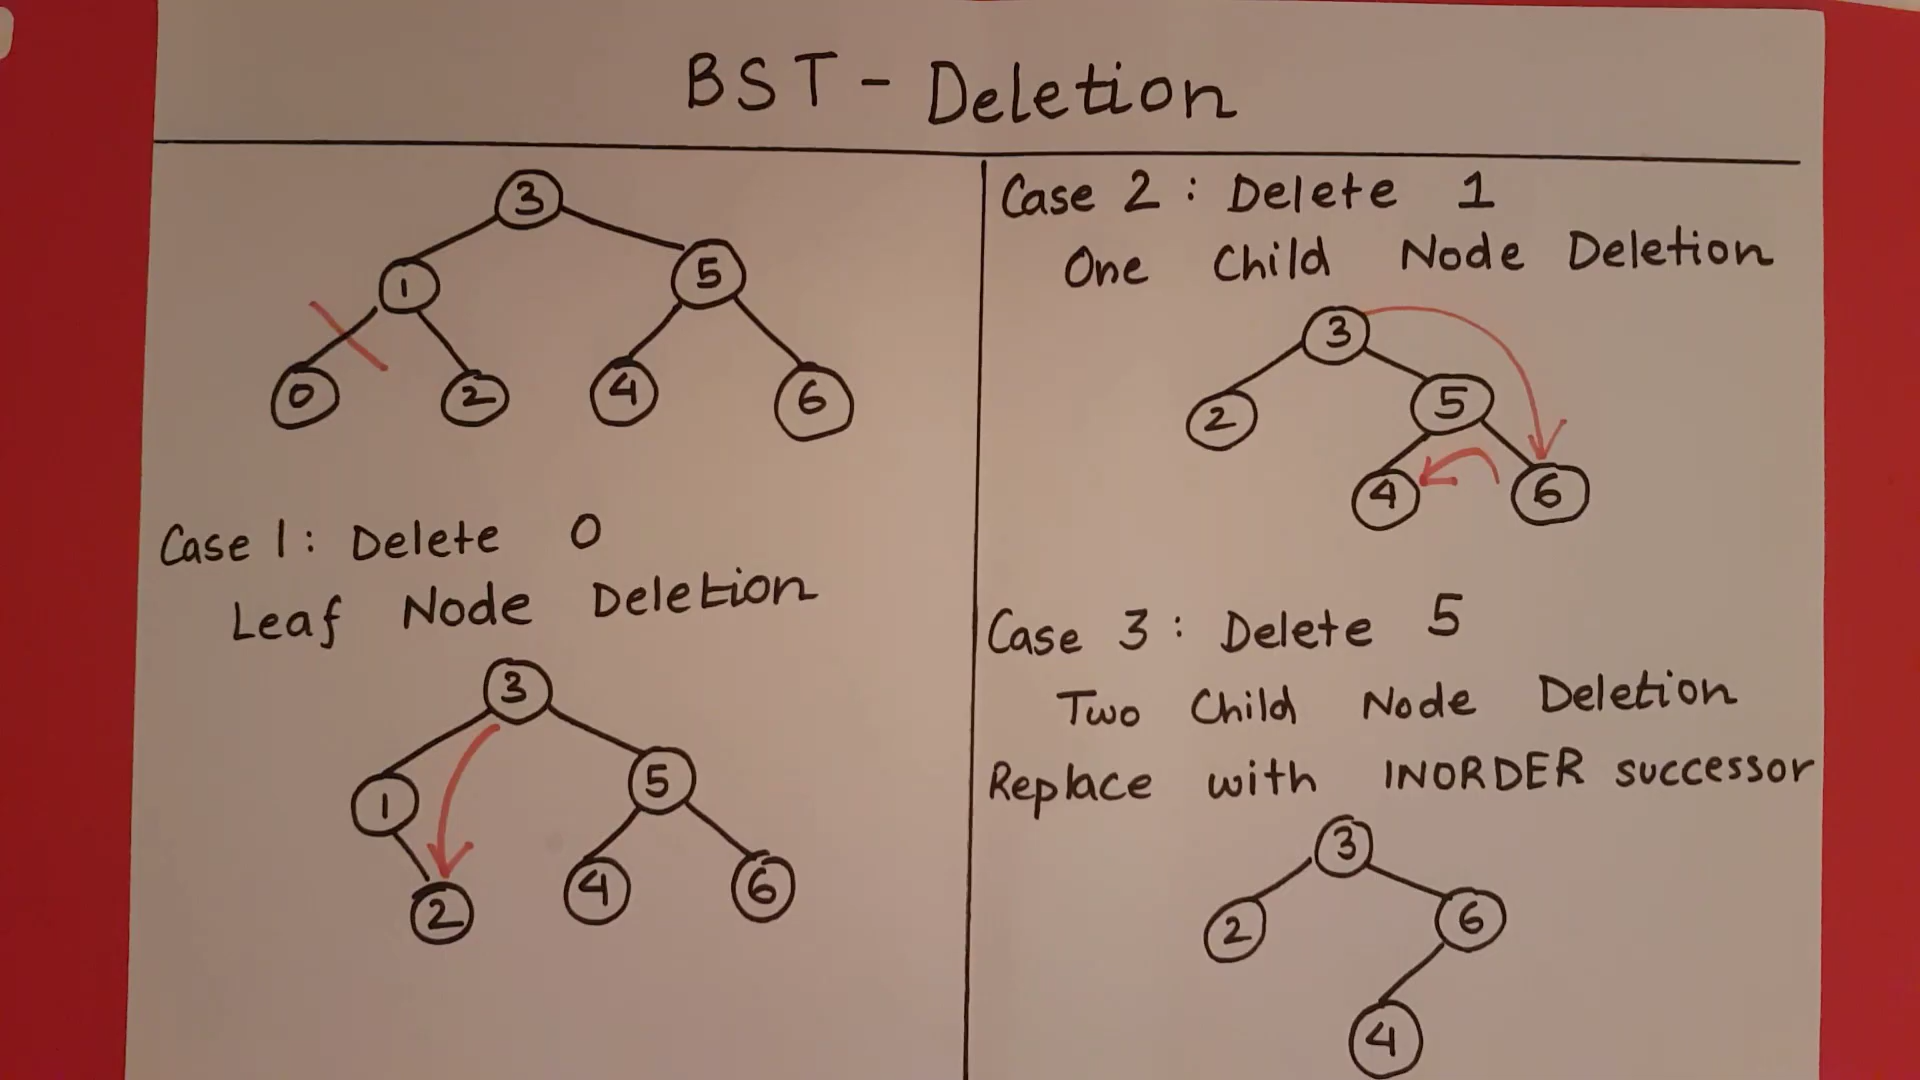 BST - Deletion
3
1 5
0 2 4 6
Case 1: Delete 0
Leaf Node Deletion
3
1 5
2 4 6
Case 2: Delete 1
One Child Node Deletion
3
2 5
4 6
Case 3: Delete 5
Two Child Node Deletion
Replace with INORDER successor
3
2 6
4